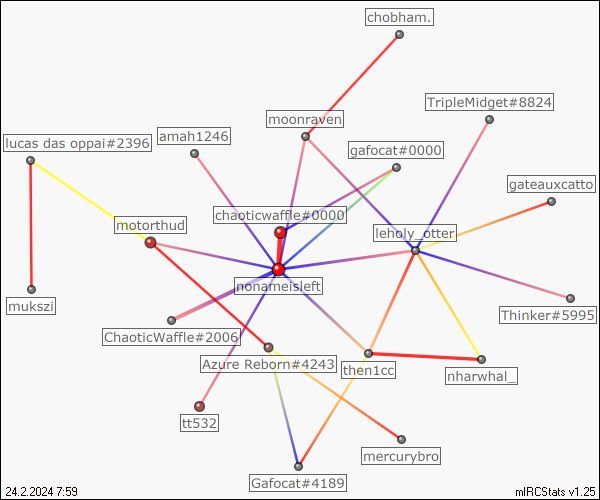 chobham.
TripleMidget#8824
moonraven
amah1246
lucas das oppai#2396
gafocat#0000
gateauxcatto
chaoticwaffle#0000
motorthud
leholy_otter
nonameisleft
mukszi
Thinker#5995
ChaoticWaffle#2006
Azure Reborn#4243
then1cc
nharwhal_
tt532
mercurybro
Gafocat#4189
24.2.2024 7:59
mIRCStats v1.25